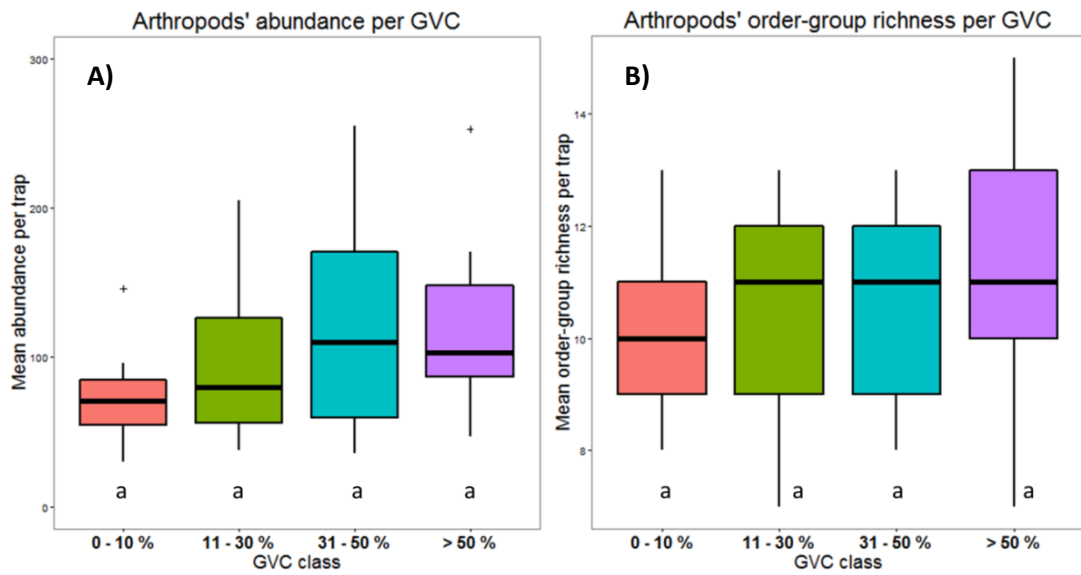 Arthropods' abundance per GVC
A)
Mean abundance per trap
300
200
100
0
a a a a
0 - 10 % 11 - 30 % 31 - 50 % > 50 %
GVC class
Arthropods' order-group richness per GVC
B)
Mean order-group richness per trap
14
12
10
8
a a a a
0 - 10 % 11 - 30 % 31 - 50 % > 50 %
GVC class